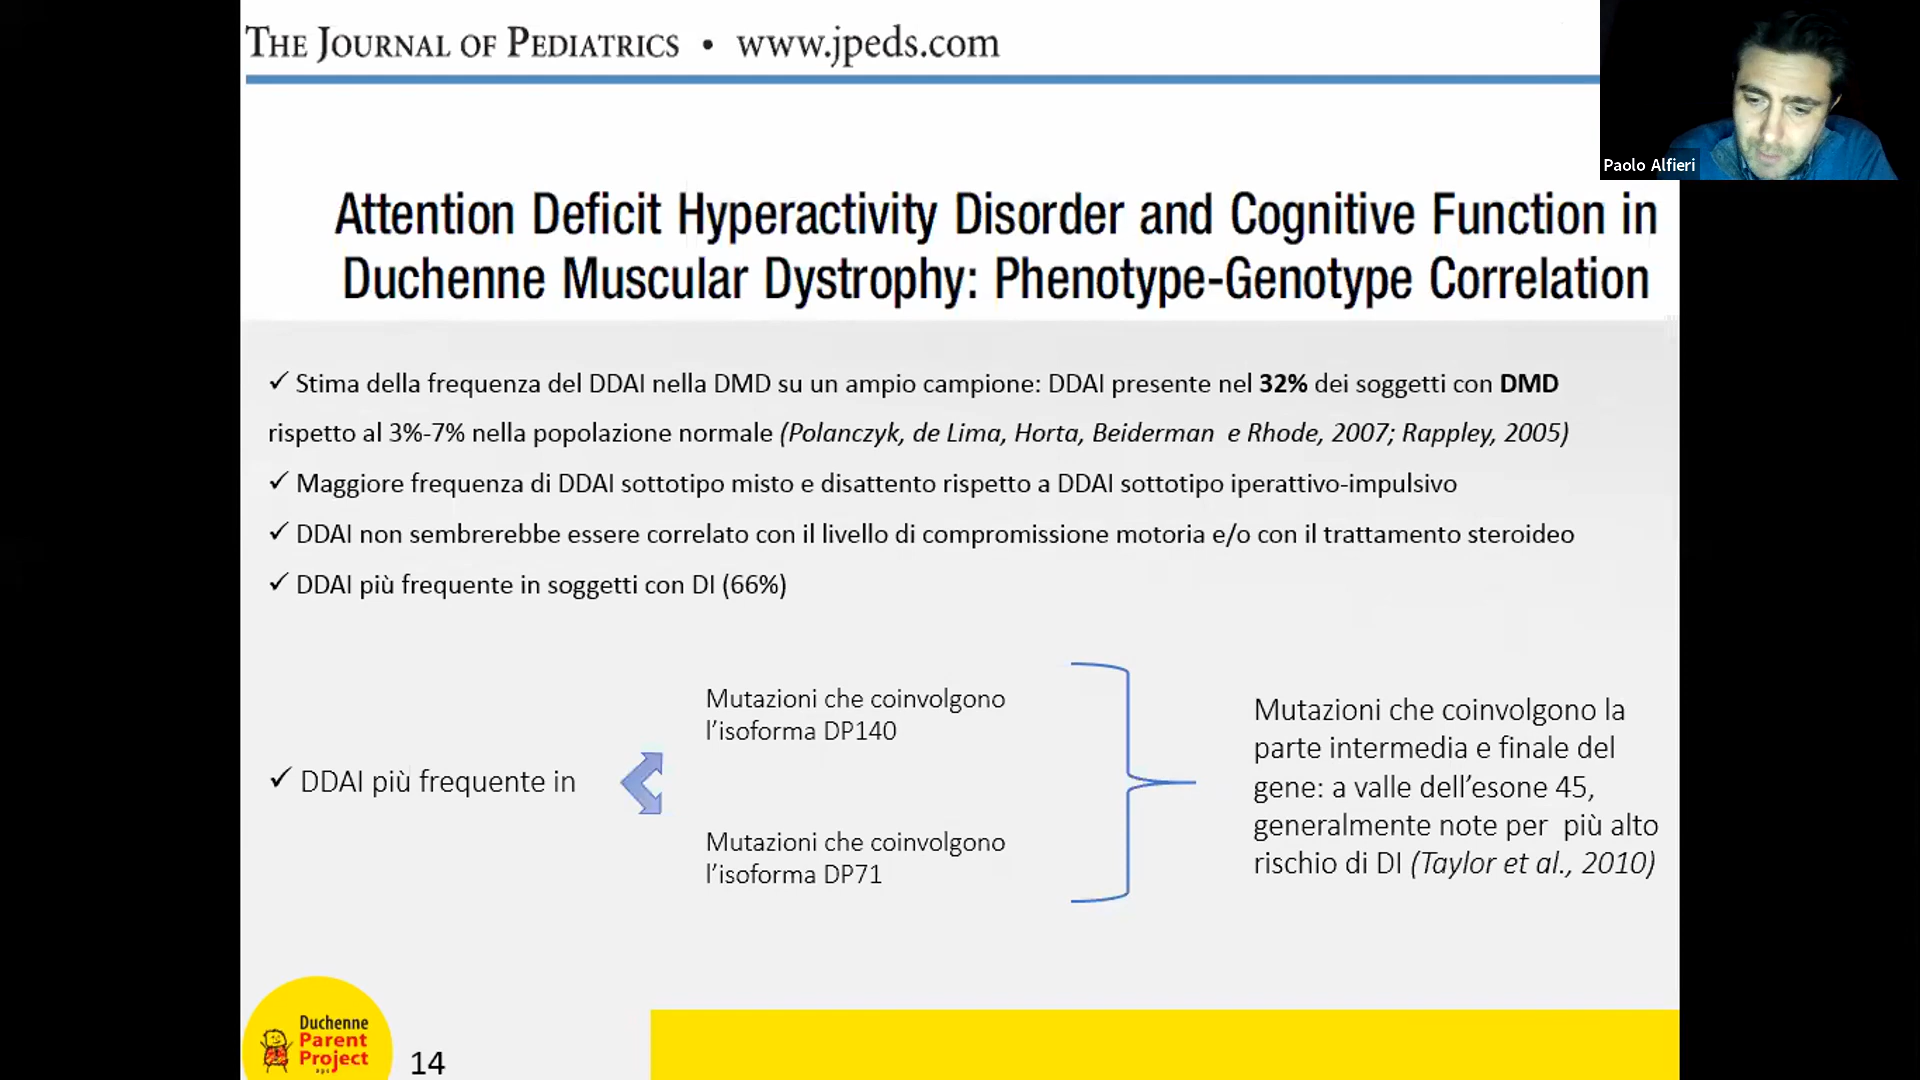 THE JOURNAL OF PEDIATRICS • www.jpeds.com
Paolo Alfieri
Attention Deficit Hyperactivity Disorder and Cognitive Function in
Duchenne Muscular Dystrophy: Phenotype-Genotype Correlation
✓ Stima della frequenza del DDAI nella DMD su un ampio campione: DDAI presente nel 32% dei soggetti con DMD
rispetto al 3%-7% nella popolazione normale (Polanczyk, de Lima, Horta, Beiderman e Rhode, 2007; Rappley, 2005)
✓ Maggiore frequenza di DDAI sottotipo misto e disattento rispetto a DDAI sottotipo iperattivo-impulsivo
✓ DDAI non sembrerebbe essere correlato con il livello di compromissione motoria e/o con il trattamento steroideo
✓ DDAI più frequente in soggetti con DI (66%)
✓ DDAI più frequente in
Mutazioni che coinvolgono
l'isoforma DP140
Mutazioni che coinvolgono
l'isoforma DP71
Mutazioni che coinvolgono la
parte intermedia e finale del
gene: a valle dell'esone 45,
generalmente note per più alto
rischio di DI (Taylor et al., 2010)
Duchenne
Parent
Project
14